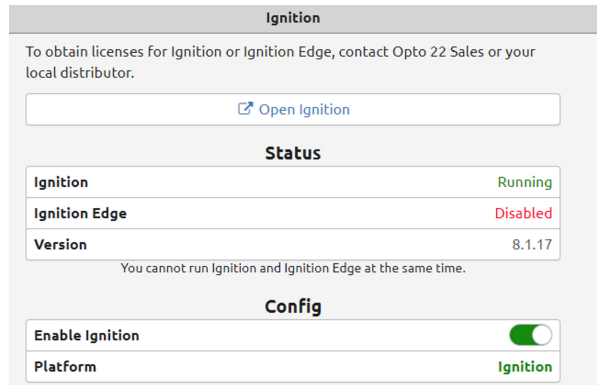 Ignition
To obtain licenses for Ignition or Ignition Edge, contact Opto 22 Sales or your
local distributor.
Open Ignition
Status
Ignition Running
Ignition Edge Disabled
Version 8.1.17
You cannot run Ignition and Ignition Edge at the same time.
Config
Enable Ignition
Platform Ignition